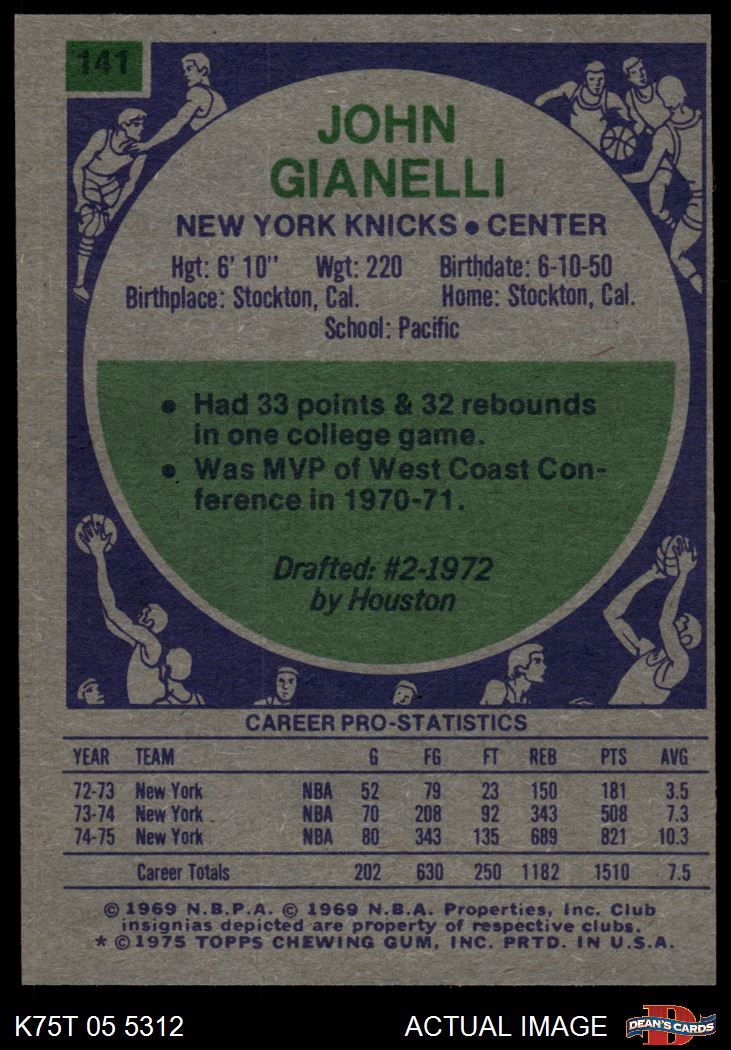 141
JOHN
GIANELLI
NEW YORK KNICKS • CENTER
Hgt: 6' 10" Wgt: 220 Birthdate: 6-10-50
Birthplace: Stockton, Cal. Home: Stockton, Cal.
School: Pacific
• Had 33 points & 32 rebounds
in one college game.
• Was MVP of West Coast Con-
ference in 1970-71.
Drafted: #2-1972
by Houston
CAREER PRO-STATISTICS
YEAR TEAM G FG FT REB PTS AVG
72-73 New York NBA 52 79 23 150 181 3.5
73-74 New York NBA 70 208 92 343 508 7.3
74-75 New York NBA 80 343 135 689 821 10.3
Career Totals 202 630 250 1182 1510 7.5
© 1969 N.B.P.A. © 1969 N.B.A. Properties, Inc. Club
insignias depicted are property of respective clubs.
* © 1975 TOPPS CHEWING GUM, INC. PRTD. IN U.S.A.
K75T 05 5312 ACTUAL IMAGE DEAN'S CARDS